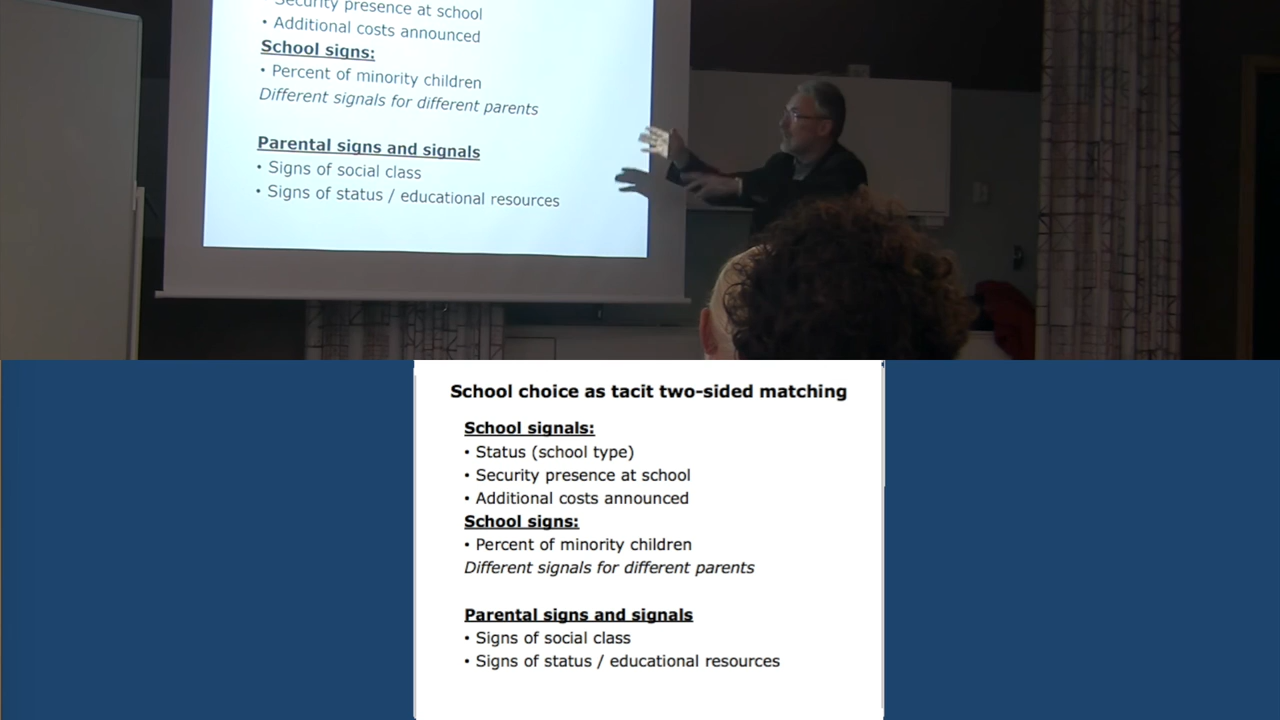 Security presence at school
• Additional costs announced
School signs:
• Percent of minority children
Different signals for different parents
Parental signs and signals
• Signs of social class
• Signs of status / educational resources
School choice as tacit two-sided matching
School signals:
• Status (school type)
• Security presence at school
• Additional costs announced
School signs:
• Percent of minority children
Different signals for different parents
Parental signs and signals
• Signs of social class
• Signs of status / educational resources